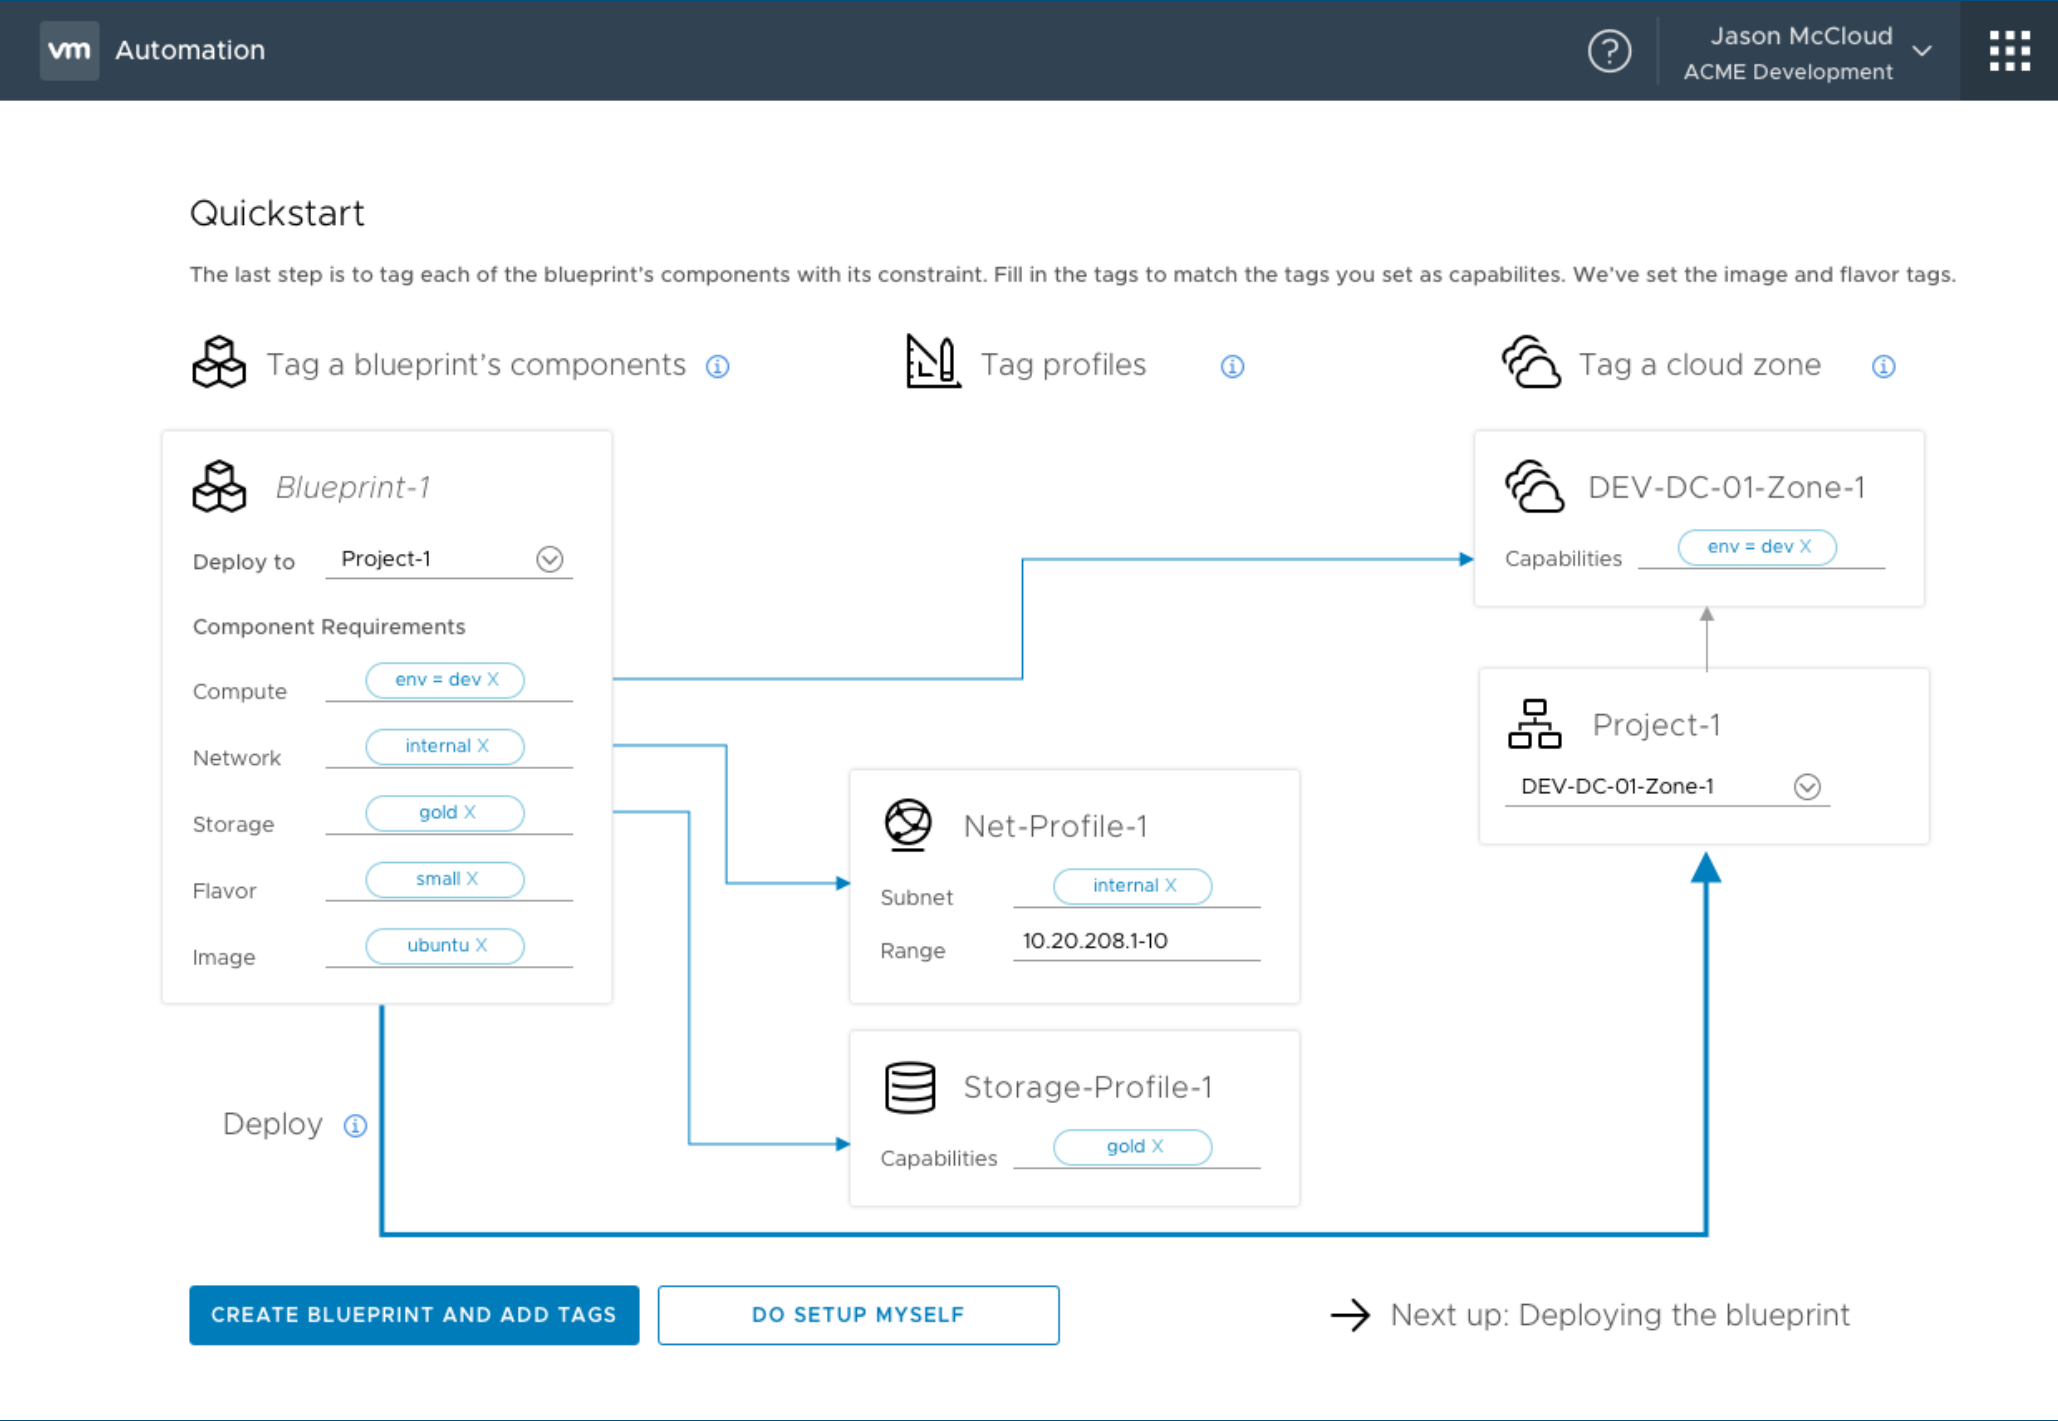 vm Automation
Jason McCloud
ACME Development
Quickstart
The last step is to tag each of the blueprint's components with its constraint. Fill in the tags to match the tags you set as capabilites. We've set the image and flavor tags.
Tag a blueprint's components
Tag profiles
Tag a cloud zone
Blueprint-1
Deploy to Project-1
Component Requirements
Compute env = dev X
Network internal X
Storage gold X
Flavor small X
Image ubuntu X
Deploy
Net-Profile-1
Subnet internal X
Range 10.20.208.1-10
Storage-Profile-1
Capabilities gold X
DEV-DC-01-Zone-1
Capabilities env = dev X
Project-1
DEV-DC-01-Zone-1
CREATE BLUEPRINT AND ADD TAGS
DO SETUP MYSELF
Next up: Deploying the blueprint